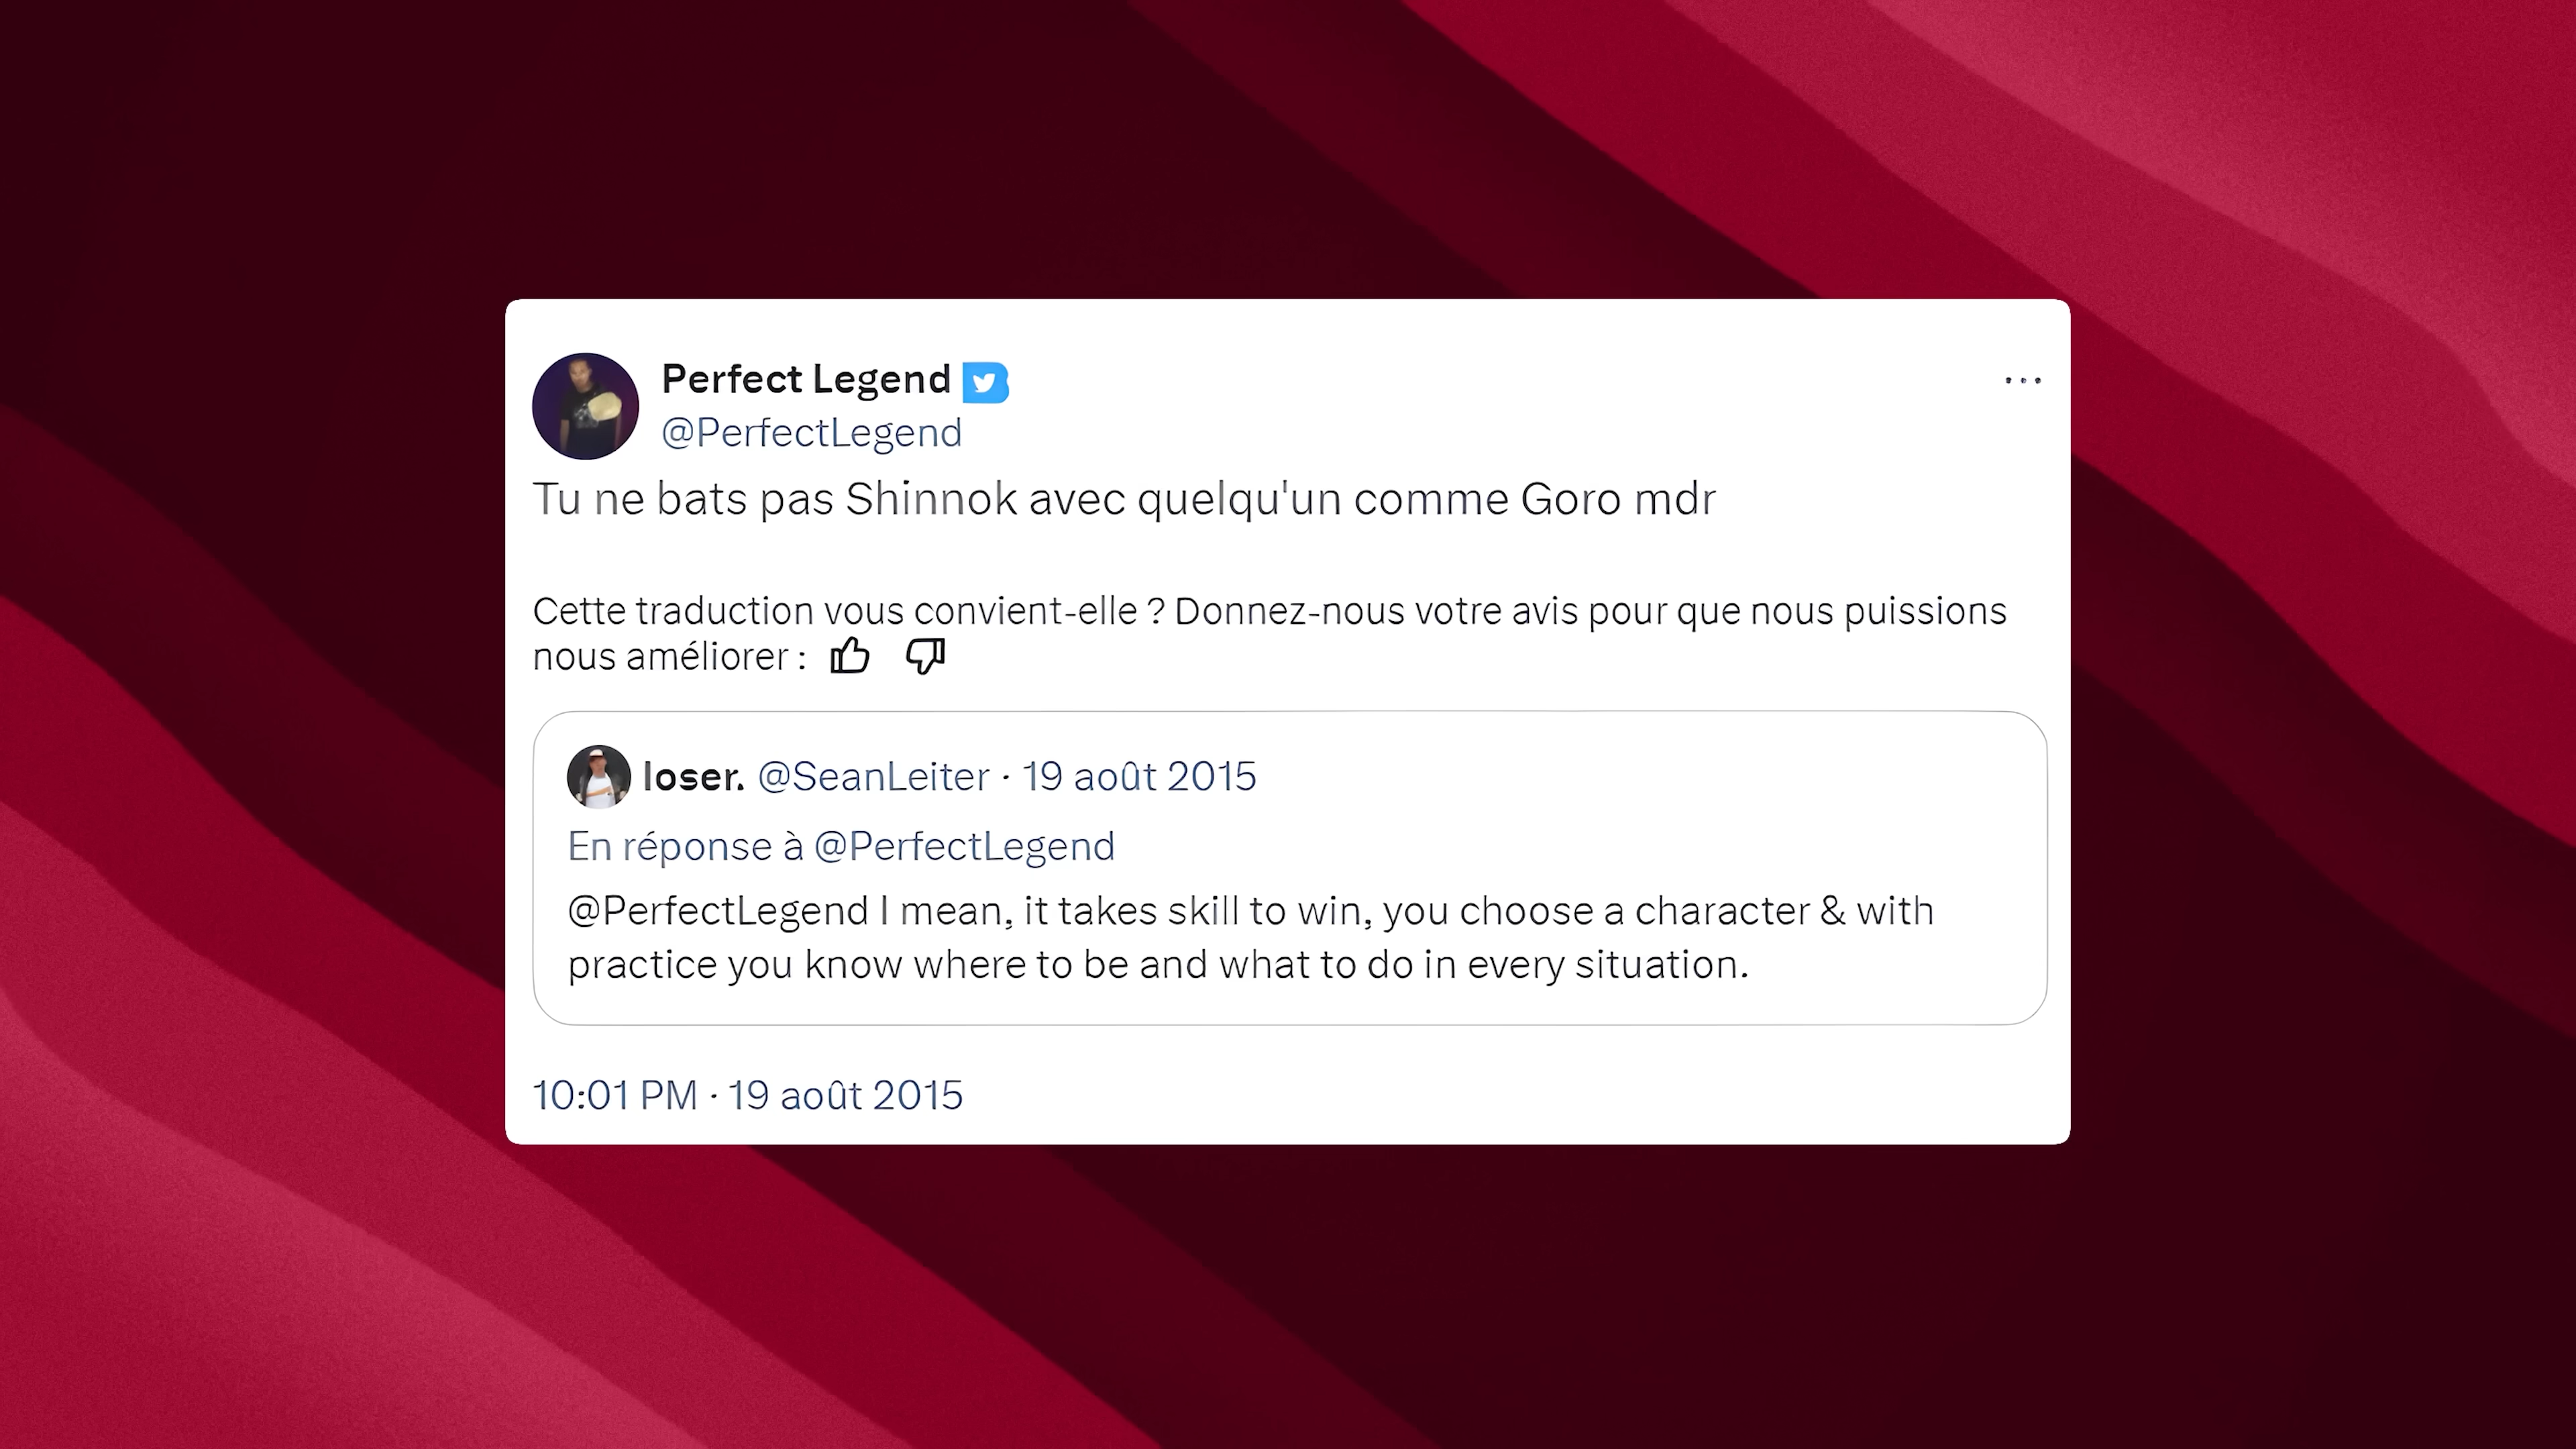 Perfect Legend
@PerfectLegend
Tu ne bats pas Shinnok avec quelqu'un comme Goro mdr
Cette traduction vous convient-elle ? Donnez-nous votre avis pour que nous puissions
nous améliorer :
loser. @SeanLeiter · 19 août 2015
En réponse à @PerfectLegend
@PerfectLegend I mean, it takes skill to win, you choose a character & with
practice you know where to be and what to do in every situation.
10:01 PM · 19 août 2015